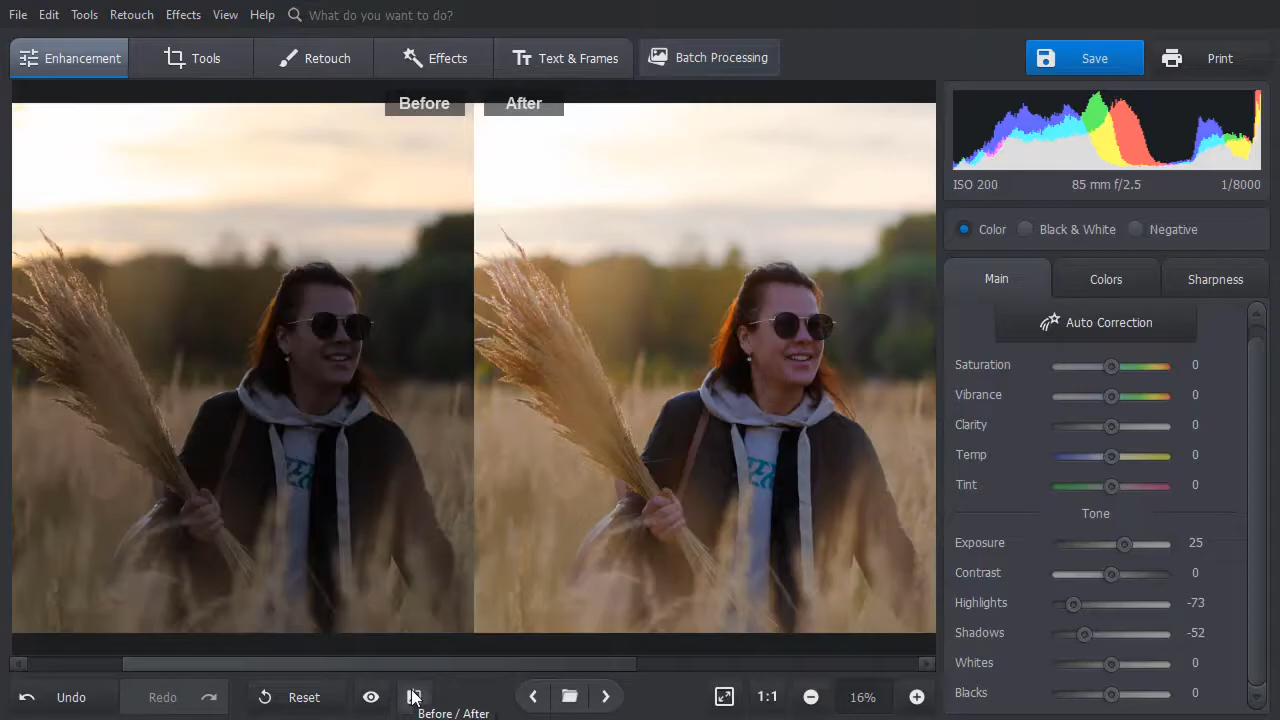 File Edit Tools Retouch Effects View Help What do you want to do?
Enhancement Tools Retouch Effects Text & Frames Batch Processing Save Print
Before After
ISO 200 85 mm f/2.5 1/8000
Color Black & White Negative
Main Colors Sharpness
Auto Correction
Saturation 0
Vibrance 0
Clarity 0
Temp 0
Tint 0
Tone
Exposure 25
Contrast 0
Highlights -73
Shadows -52
Whites 0
Blacks 0
Undo Redo Reset 1:1 16%
Before / After